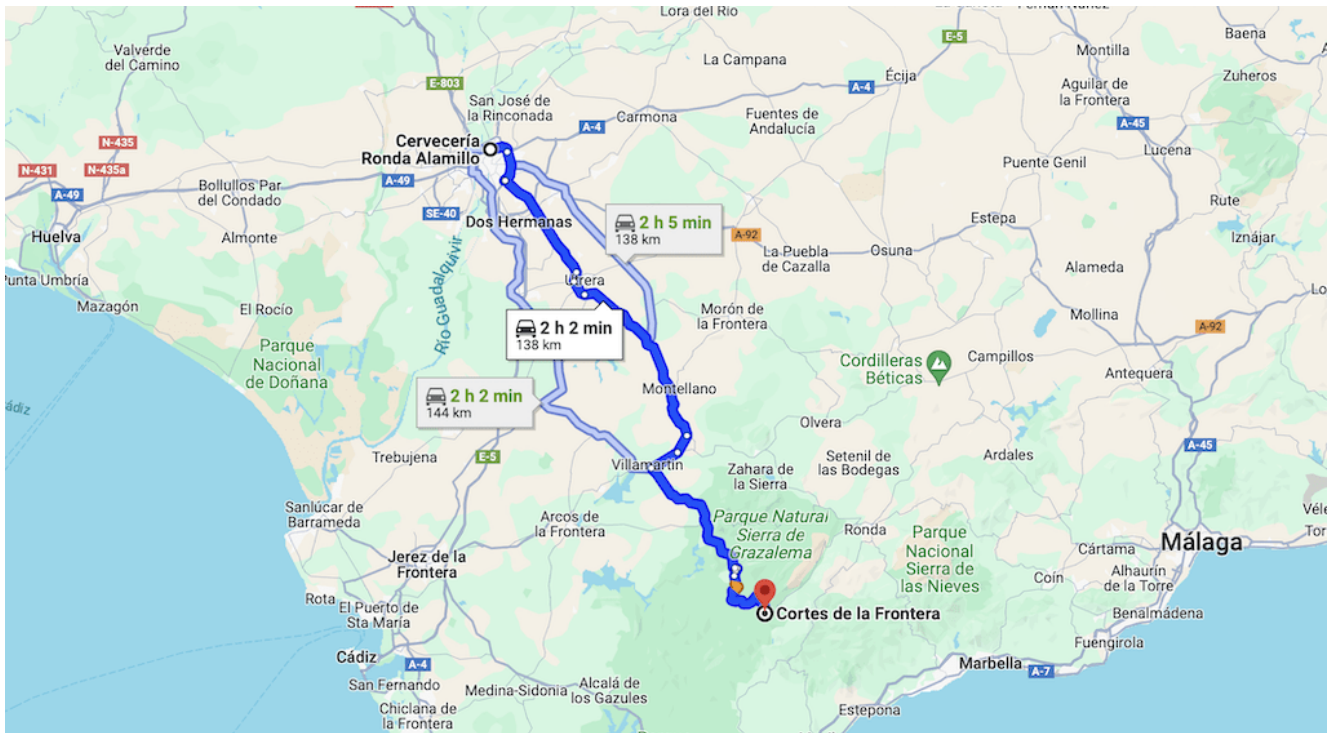 Lora del Río
E-5
Montilla
Baena
Valverde
del Camino
La Campana
Écija
Zuheros
E-803
A-4
Aguilar de
la Frontera
San José de
la Rinconada
Carmona
Fuentes de
Andalucía
A-4
A-45
N-435
Cervecería
Ronda Alamillo
Lucena
N-431
N-435a
A-49
Puente Genil
A-49
Bollullos Par
del Condado
SE-40
Dos Hermanas
2 h 5 min
138 km
Estepa
Rute
Huelva
Almonte
A-92
La Puebla
de Cazalla
Osuna
Iznájar
Punta Umbría
Río Guadalquivir
Utrera
Alameda
Mazagón
El Rocío
Morón de
la Frontera
Mollina
Lo
2 h 2 min
138 km
A-92
Parque
Nacional
de Doñana
Cordilleras
Béticas
Campillos
Antequera
2 h 2 min
144 km
Montellano
ádiz
Olvera
A-45
Trebujena
E-5
Villamartín
Zahara de
la Sierra
Setenil de
las Bodegas
Ardales
Sanlúcar de
Barrameda
Arcos de
la Frontera
Parque Natural
Sierra de
Grazalema
Ronda
Parque
Nacional
Sierra de
las Nieves
Véle
Tor
Jerez de la
Frontera
Cártama
Málaga
Rota
Coín
Alhaurín
de la Torre
El Puerto de
Sta María
Cortes de la Frontera
Benalmádena
Fuengirola
Cádiz
A-4
Marbella
A-7
San Fernando
Medina-Sidonia
Alcalá de
los Gazules
Chiclana de
la Frontera
Estepona